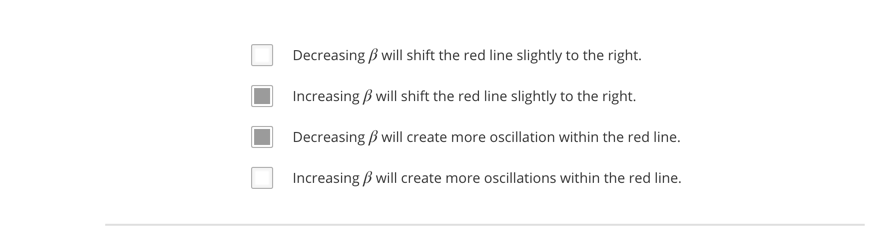 Decreasing β will shift the red line slightly to the right.
Increasing β will shift the red line slightly to the right.
Decreasing β will create more oscillation within the red line.
Increasing β will create more oscillations within the red line.